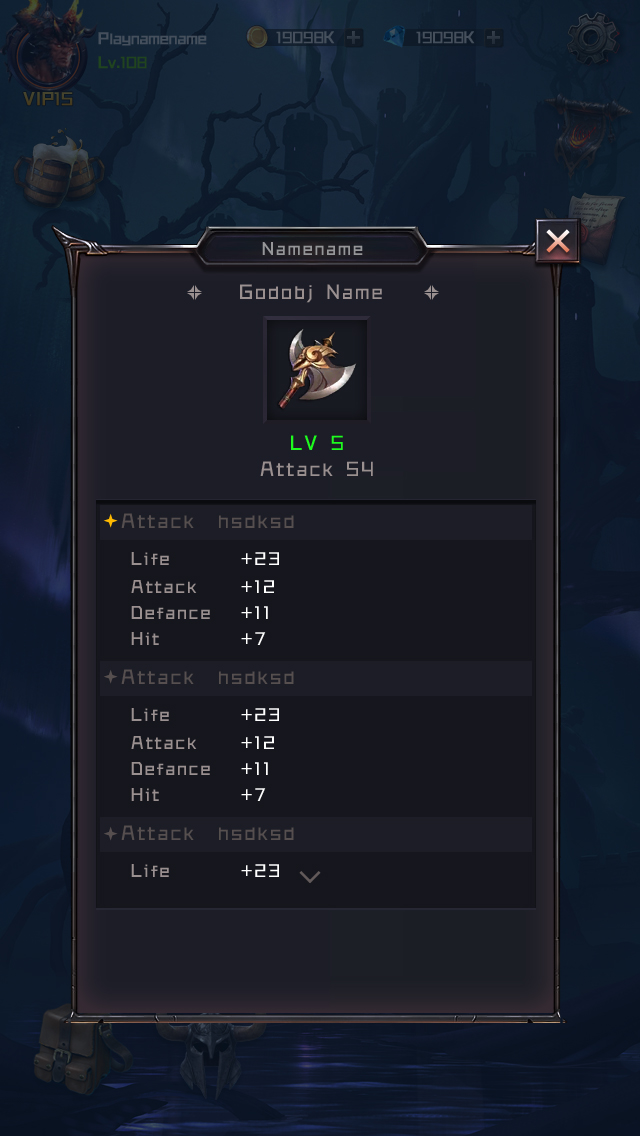 Playnamename
19098K
19098K
Lv.108
VIP15
Namename
Godobj Name
LV 5
Attack 54
Attack hsdksd
Life +23
Attack +12
Defance +11
Hit +7
Attack hsdksd
Life +23
Attack +12
Defance +11
Hit +7
Attack hsdksd
Life +23